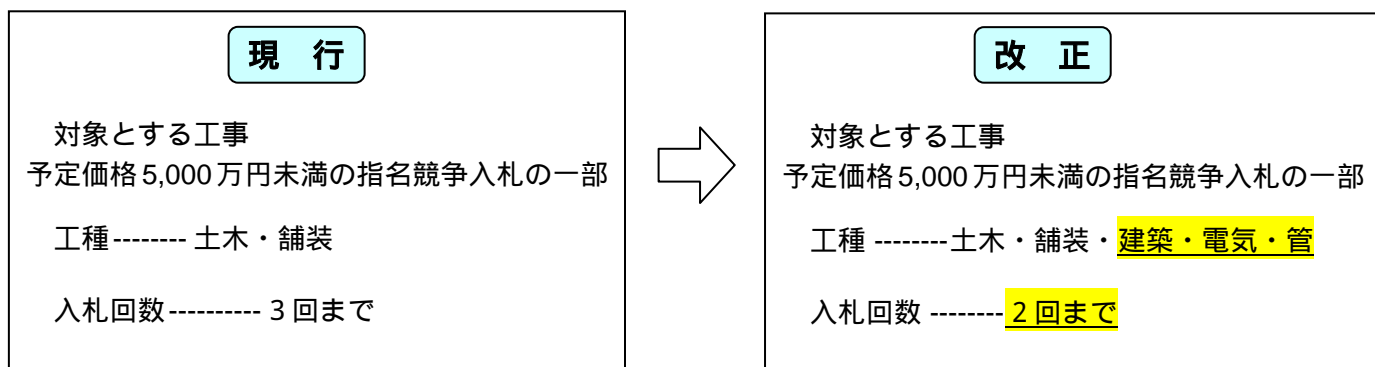 現 行
対象とする工事
予定価格5,000万円未満の指名競争入札の一部
工種-------- 土木・舗装
入札回数---------- 3回まで
改 正
対象とする工事
予定価格5,000万円未満の指名競争入札の一部
工種 --------土木・舗装・建築・電気・管
入札回数 -------- 2回まで